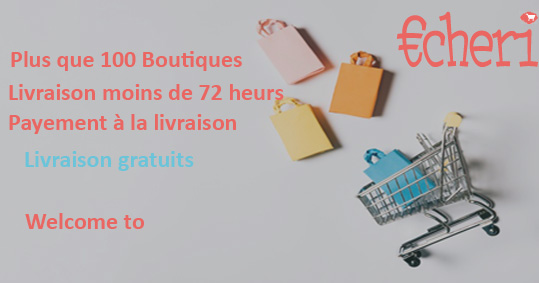 €cheri
Plus que 100 Boutiques
Livraison moins de 72 heurs
Payement à la livraison
Livraison gratuits
Welcome to